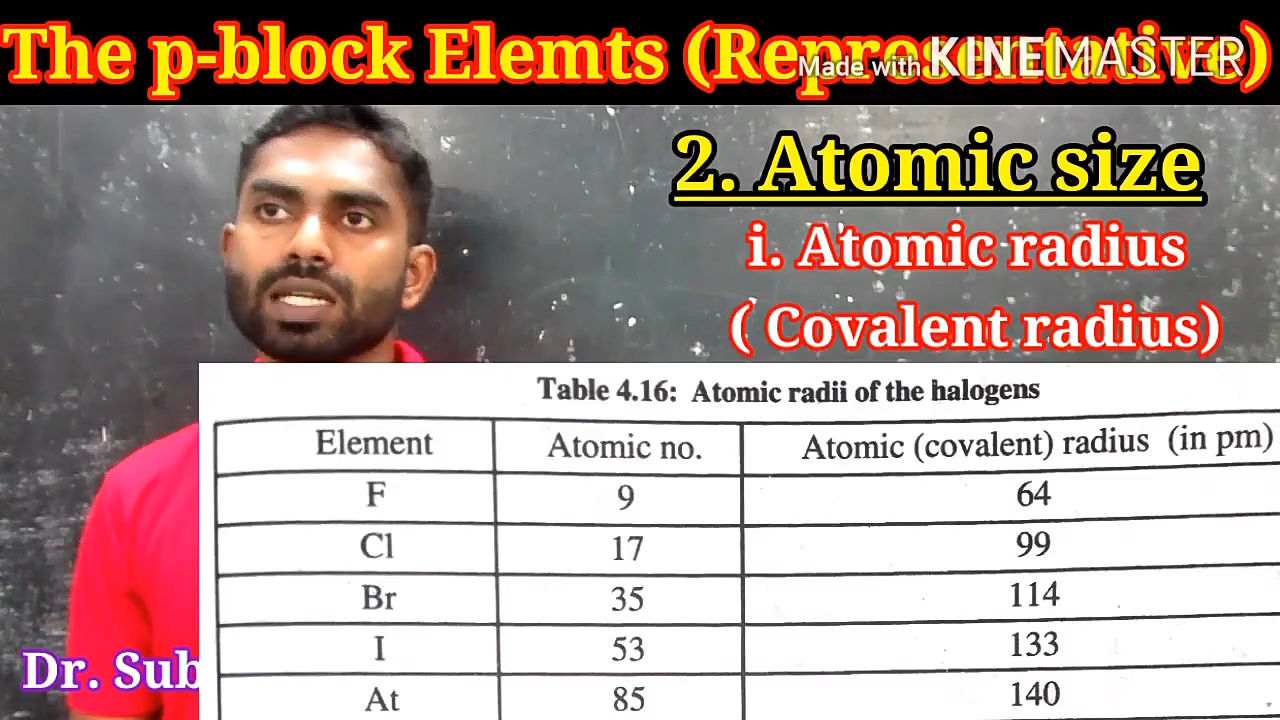 The p-block Elemts (Representative)
Made with KINEMASTER
2. Atomic size
i. Atomic radius
( Covalent radius)
Table 4.16: Atomic radii of the halogens
Element Atomic no. Atomic (covalent) radius (in pm)
F 9 64
Cl 17 99
Br 35 114
I 53 133
At 85 140
Dr. Sub